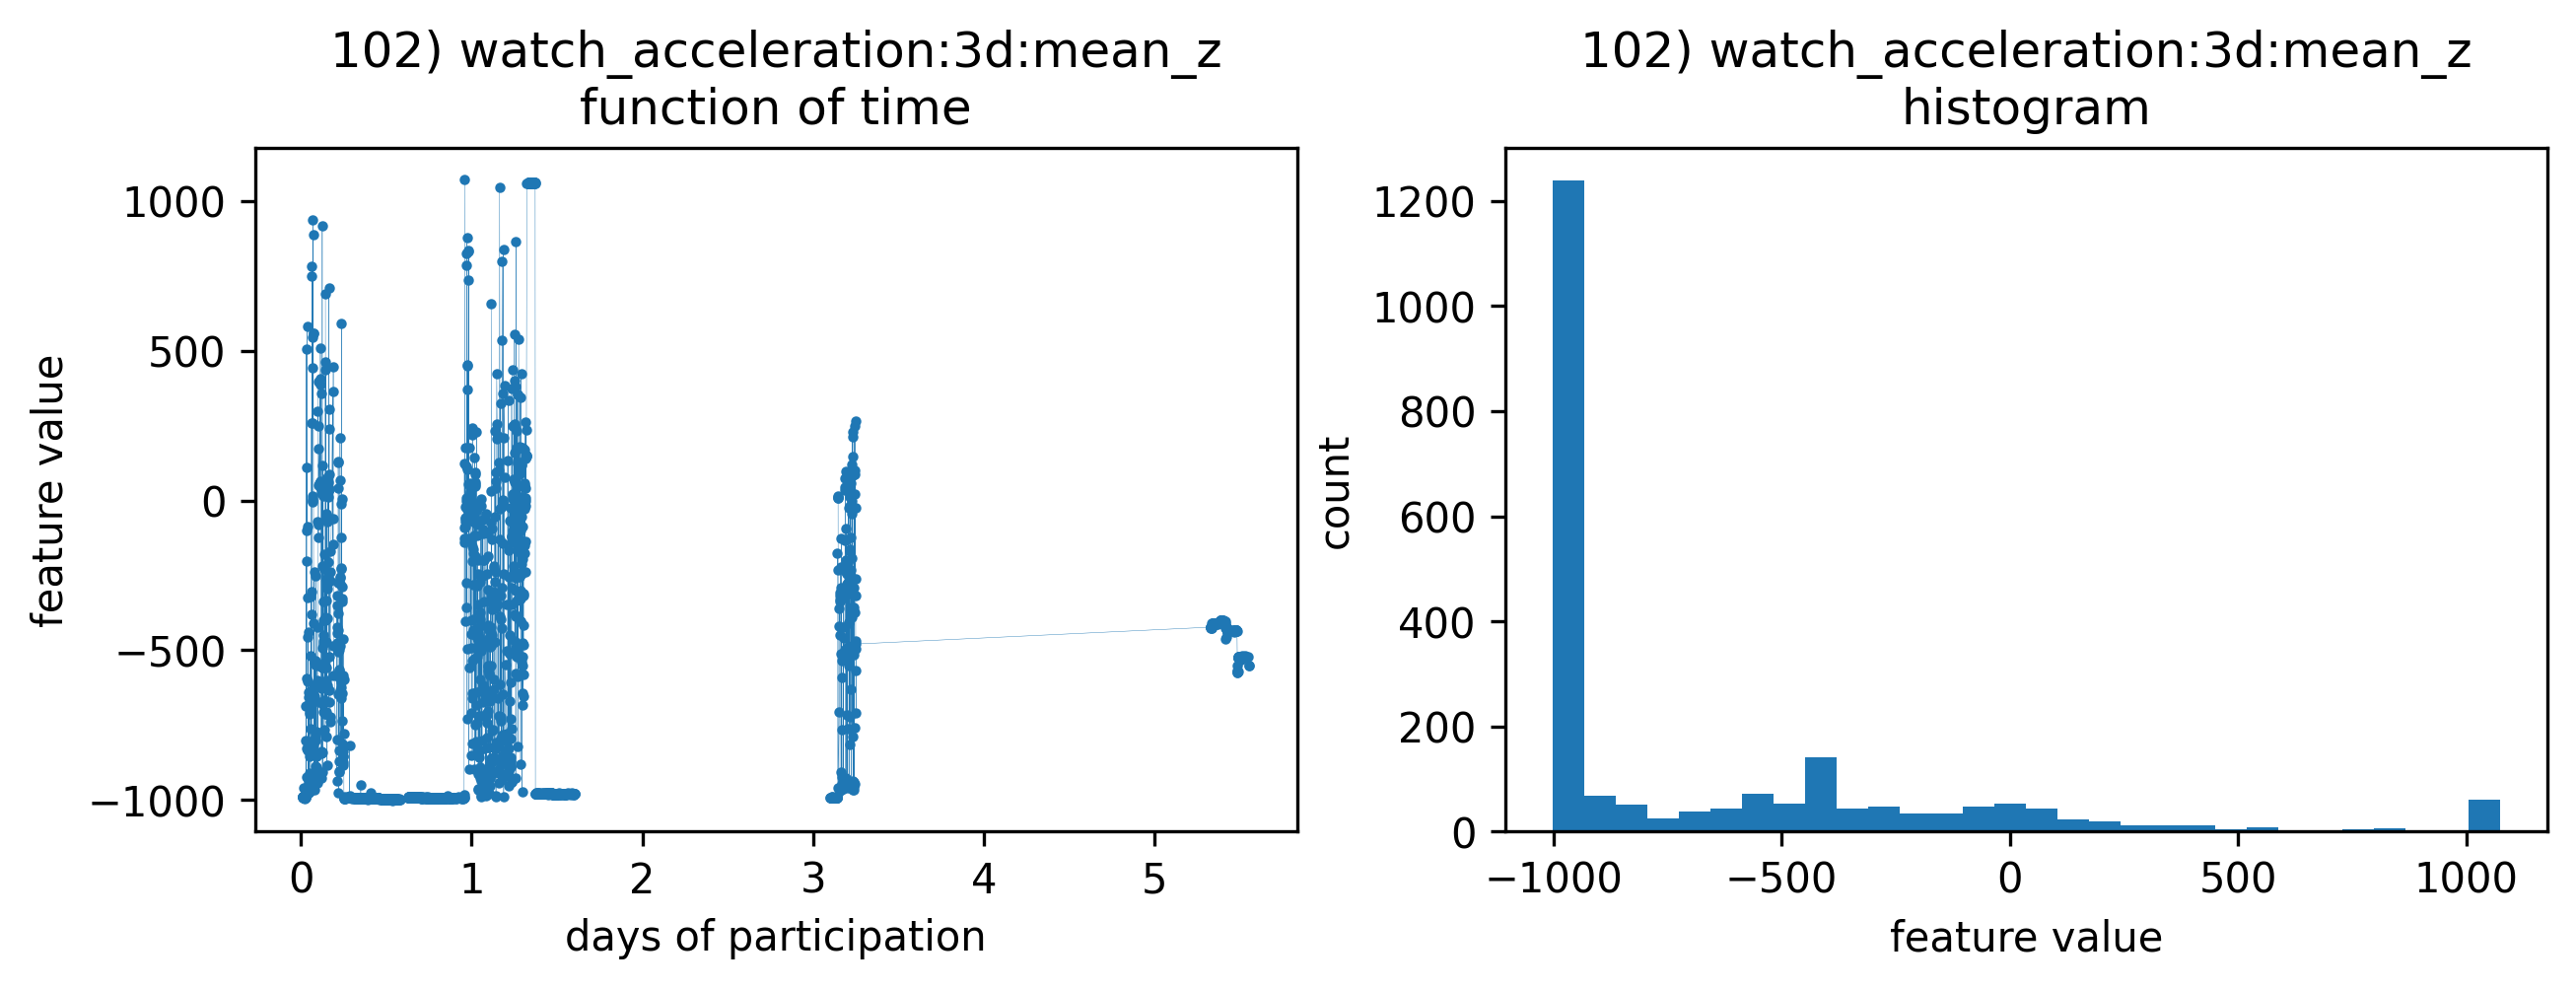 102) watch_acceleration:3d:mean_z
function of time
1000
500
0
−500
−1000
feature value
0 1 2 3 4 5
days of participation
102) watch_acceleration:3d:mean_z
histogram
1200
1000
800
600
400
200
0
count
−1000 −500 0 500 1000
feature value